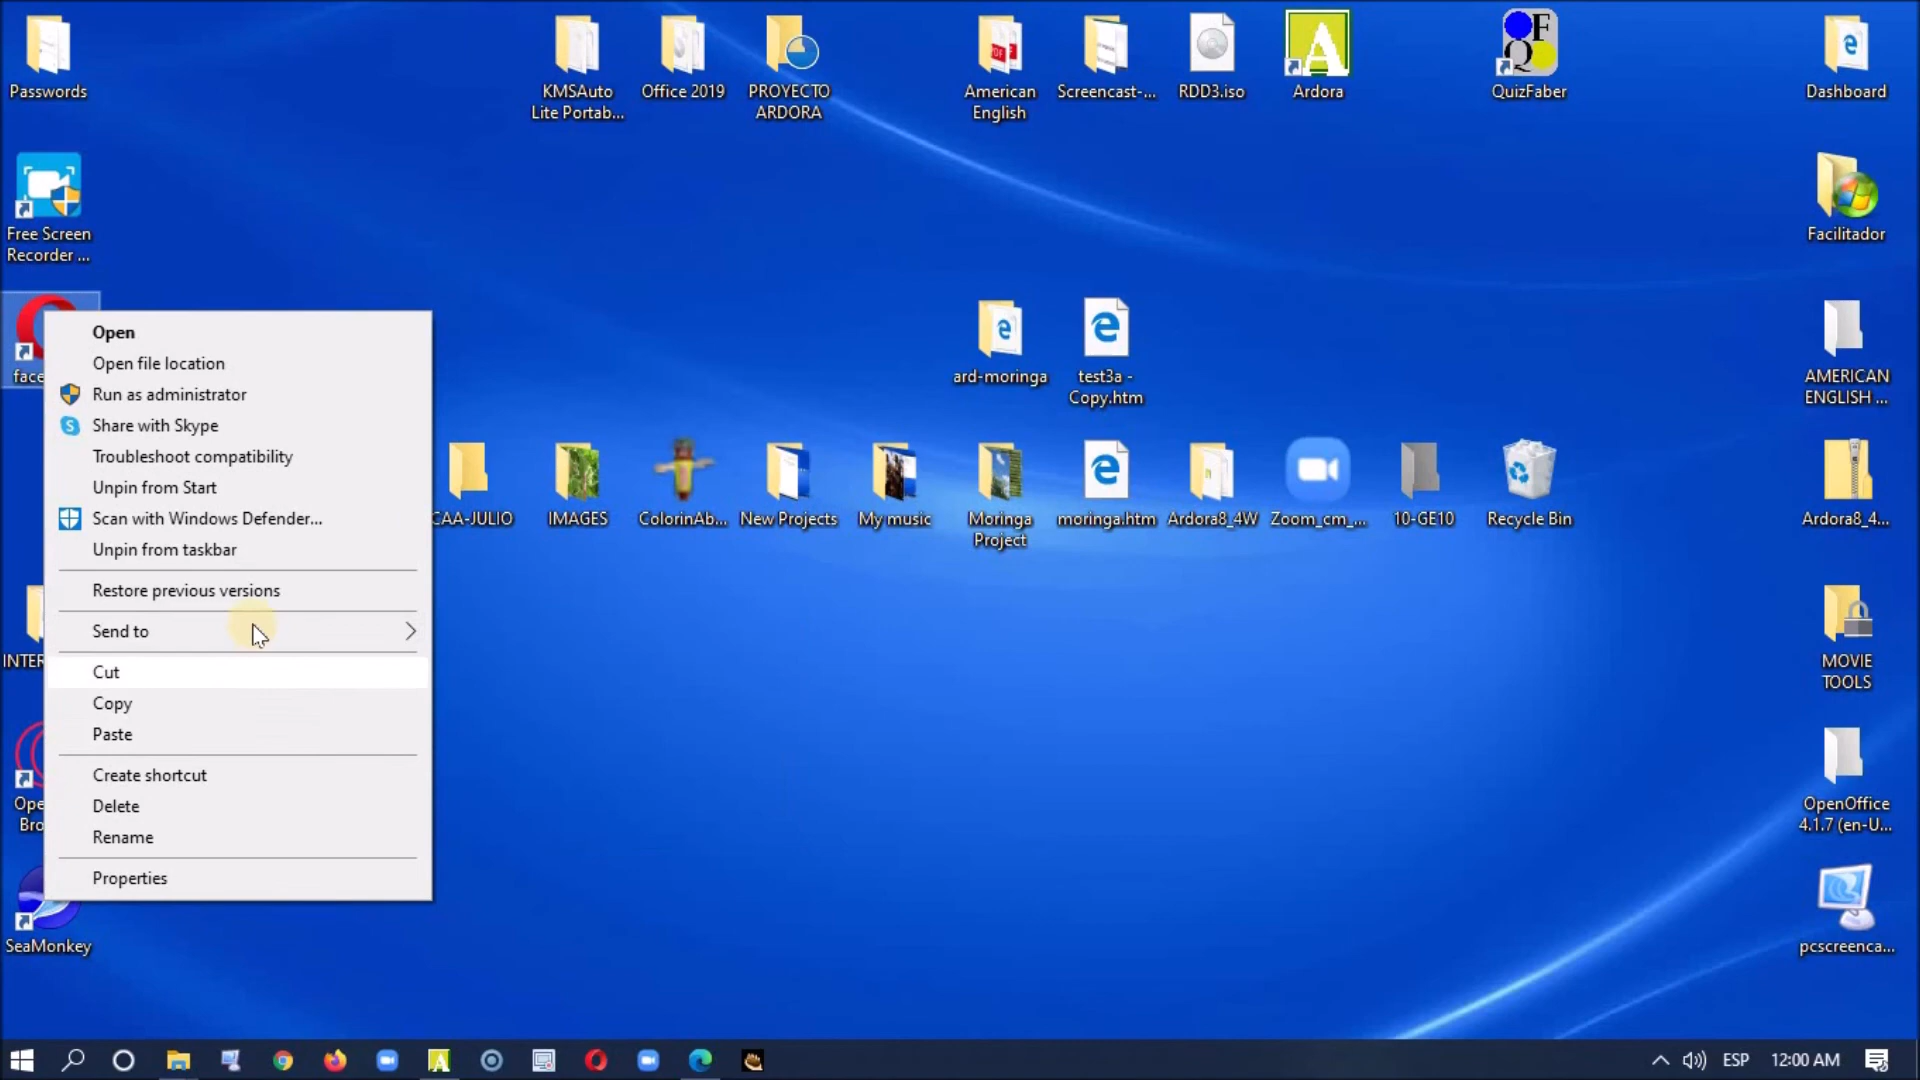 Passwords
KMSAuto
Lite Portab...
Office 2019
PROYECTO
ARDORA
American
English
Screencast-...
RDD3.iso
Ardora
QuizFaber
Dashboard
Free Screen
Recorder ...
Facilitador
face
ard-moringa
test3a -
Copy.htm
AMERICAN
ENGLISH ...
Open
Open file location
Run as administrator
Share with Skype
Troubleshoot compatibility
Unpin from Start
Scan with Windows Defender...
Unpin from taskbar
Restore previous versions
Send to
Cut
Copy
Paste
Create shortcut
Delete
Rename
Properties
CAA-JULIO
IMAGES
ColorinAb...
New Projects
My music
Moringa
Project
moringa.htm
Ardora8_4W
Zoom_cm_...
10-GE10
Recycle Bin
Ardora8_4...
INTER
MOVIE
TOOLS
Ope
Bro
OpenOffice
4.1.7 (en-U...
SeaMonkey
pcscreenca...
ESP
12:00 AM